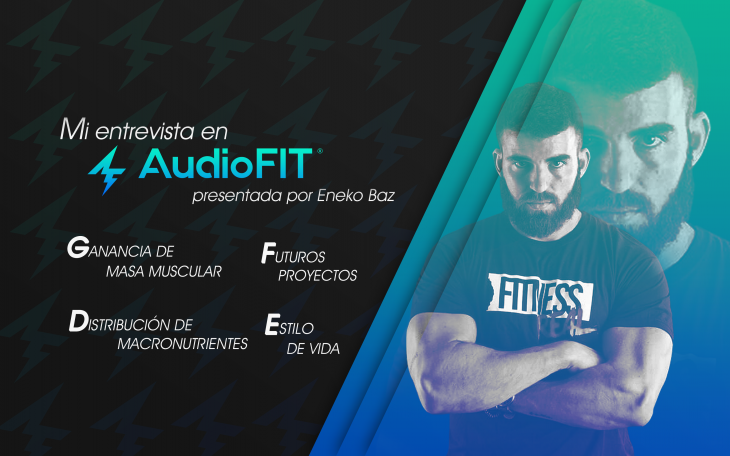 Mi entrevista en
AudioFIT®
presentada por Eneko Baz
GANANCIA DE
MASA MUSCULAR
FUTUROS
PROYECTOS
DISTRIBUCIÓN DE
MACRONUTRIENTES
ESTILO
DE VIDA
FITNESS
REAL